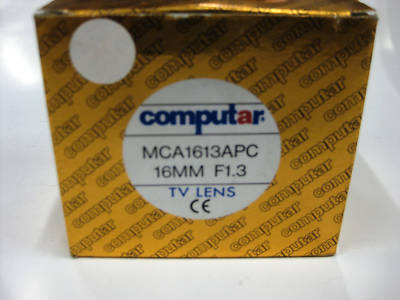 computar
MCA1613APC
16MM F1.3
TV LENS
CE